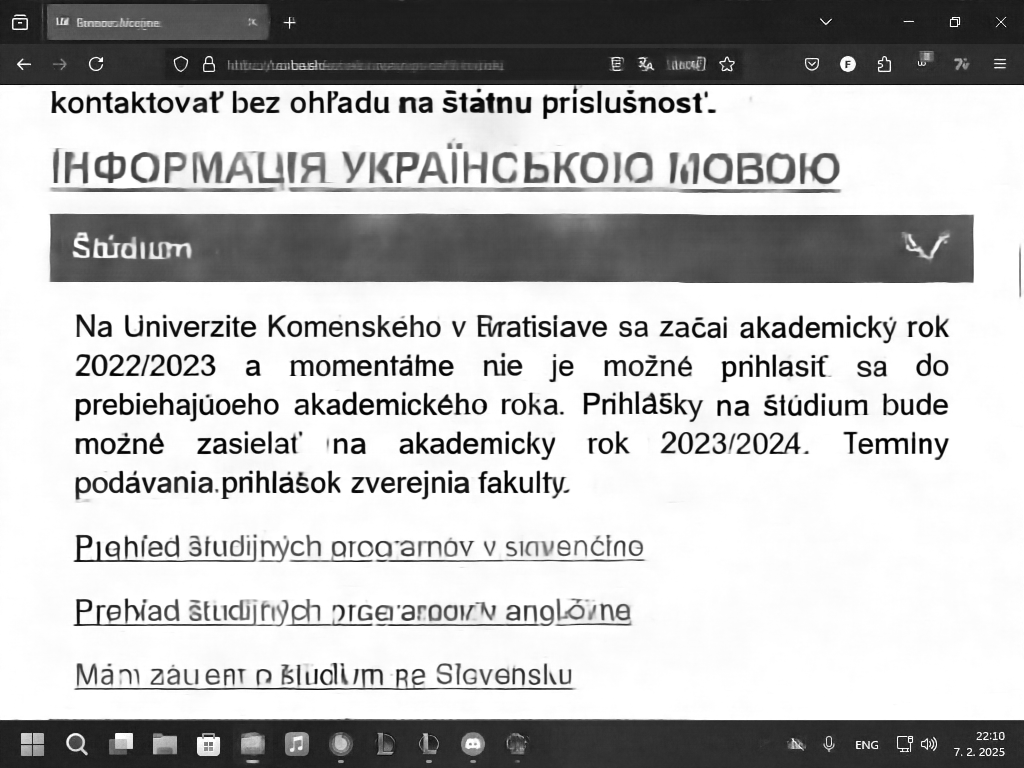 kontaktovať bez ohľadu na štátnu príslušnosť.
ІНФОРМАЦІЯ УКРАЇНСЬКОЮ МОВОЮ
Štúdium
Na Univerzite Komenského v Bratislave sa začal akademický rok
2022/2023 a momentálne nie je možné prihlásiť sa do
prebiehajúceho akademického roka. Prihlášky na štúdium bude
možné zasielať na akademický rok 2023/2024. Termíny
podávania prihlášok zverejnia fakulty.
Prehľad študijných programov v slovenčine
Prehľad študijných programov v angličtine
Mám záujem o štúdium na Slovensku
ENG
22:10
7. 2. 2025